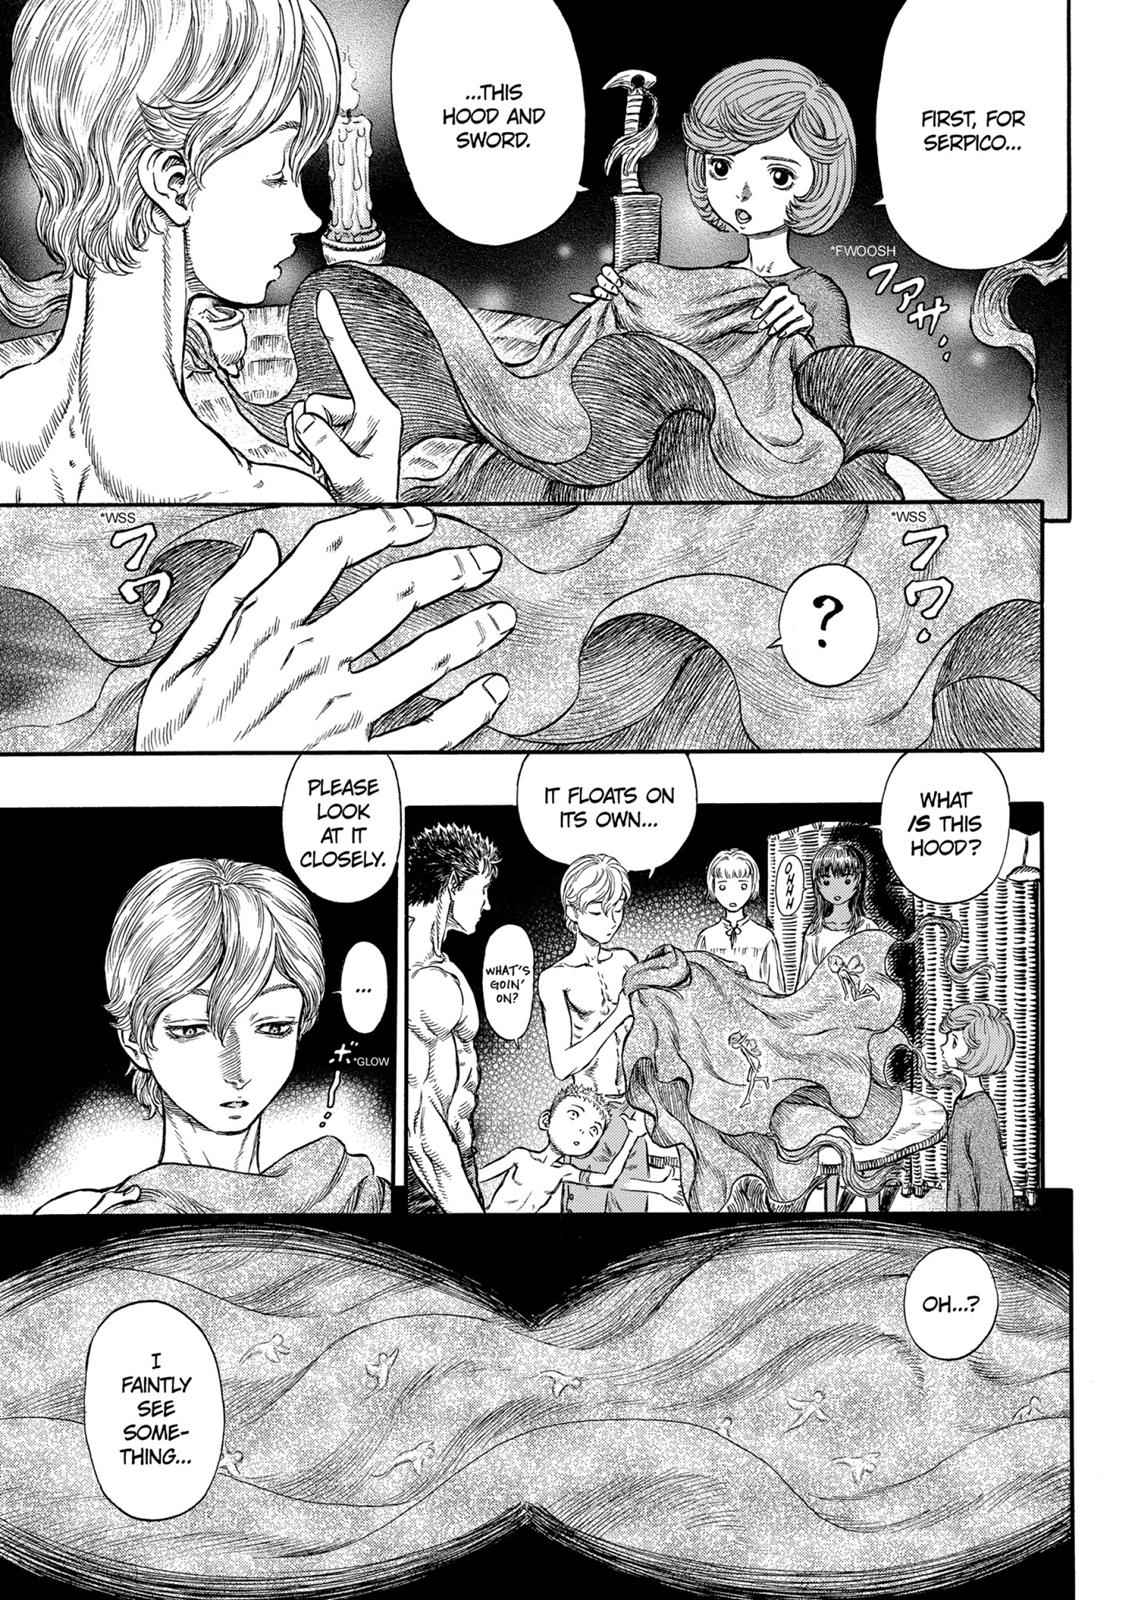 FIRST, FOR
SERPICO...
...THIS
HOOD AND
SWORD.
*FWOOSH
ファサ...
*WSS
フワ.
?
*WSS
フワ.
WHAT
IS THIS
HOOD?
IT FLOATS ON
ITS OWN...
OHHH
WHAT'S
GOIN'
ON?
PLEASE
LOOK
AT IT
CLOSELY.
...
*GLOW
ボー...
OH...?
I
FAINTLY
SEE
SOME-
THING...